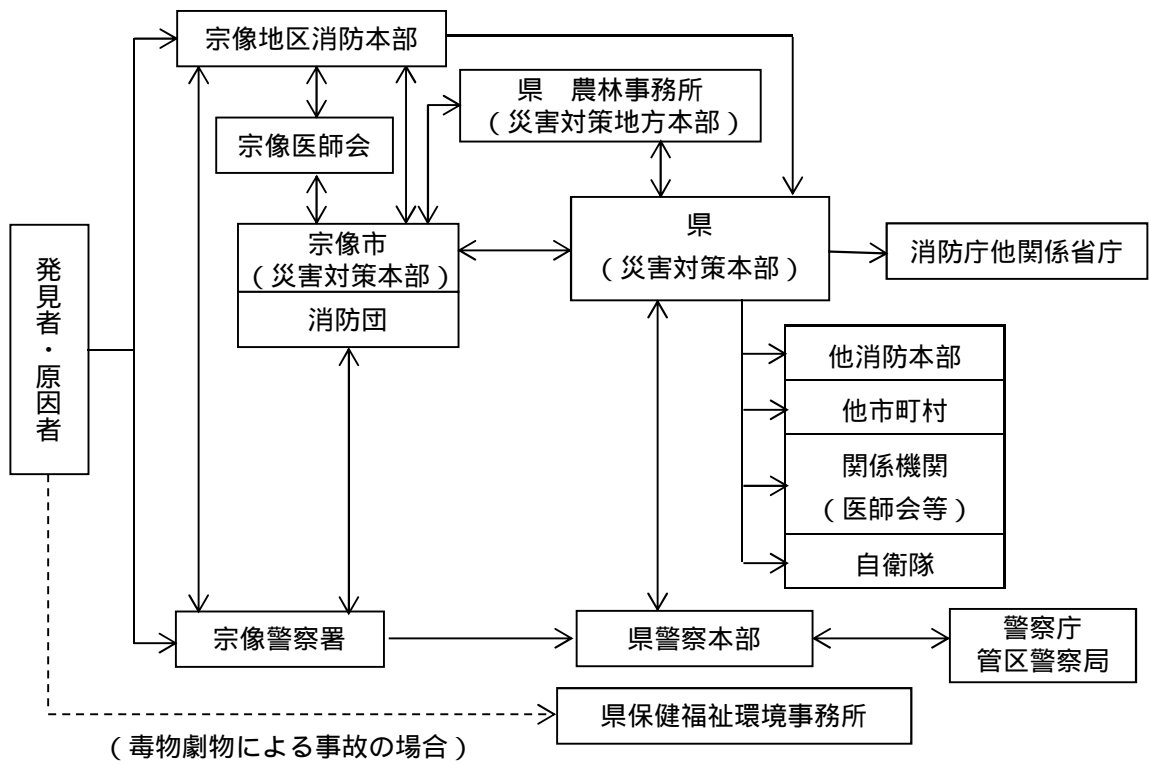 宗像地区消防本部
県　農林事務所
（災害対策地方本部）
宗像医師会
宗像市
（災害対策本部）
消防団
県
（災害対策本部）
消防庁他関係省庁
発見者・原因者
他消防本部
他市町村
関係機関
（医師会等）
自衛隊
宗像警察署
県警察本部
警察庁
管区警察局
県保健福祉環境事務所
（毒物劇物による事故の場合）